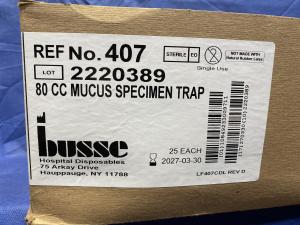 REF No. 407
STERILE EO
Single Use
NOT MADE WITH
Natural Rubber Latex
LOT 2220389
80 CC MUCUS SPECIMEN TRAP
busse
Hospital Disposables
75 Arkay Drive
Hauppauge, NY 11788
25 EACH
2027-03-30
LF407CDL REV D